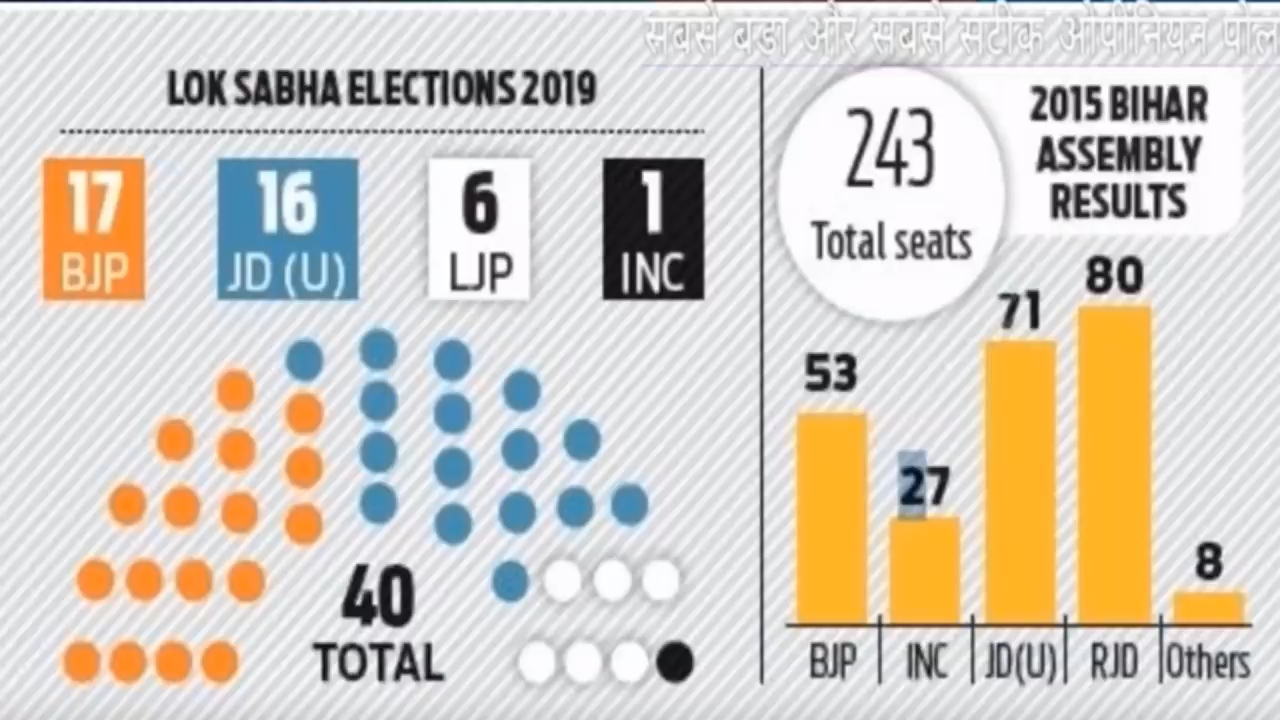 सबसे बडा और सबसे सटीक ओपीनियन पोल
LOK SABHA ELECTIONS 2019
17
BJP
16
JD (U)
6
LJP
1
INC
40
TOTAL
243
Total seats
2015 BIHAR
ASSEMBLY
RESULTS
53
27
71
80
8
BJP
INC
JD(U)
RJD
Others